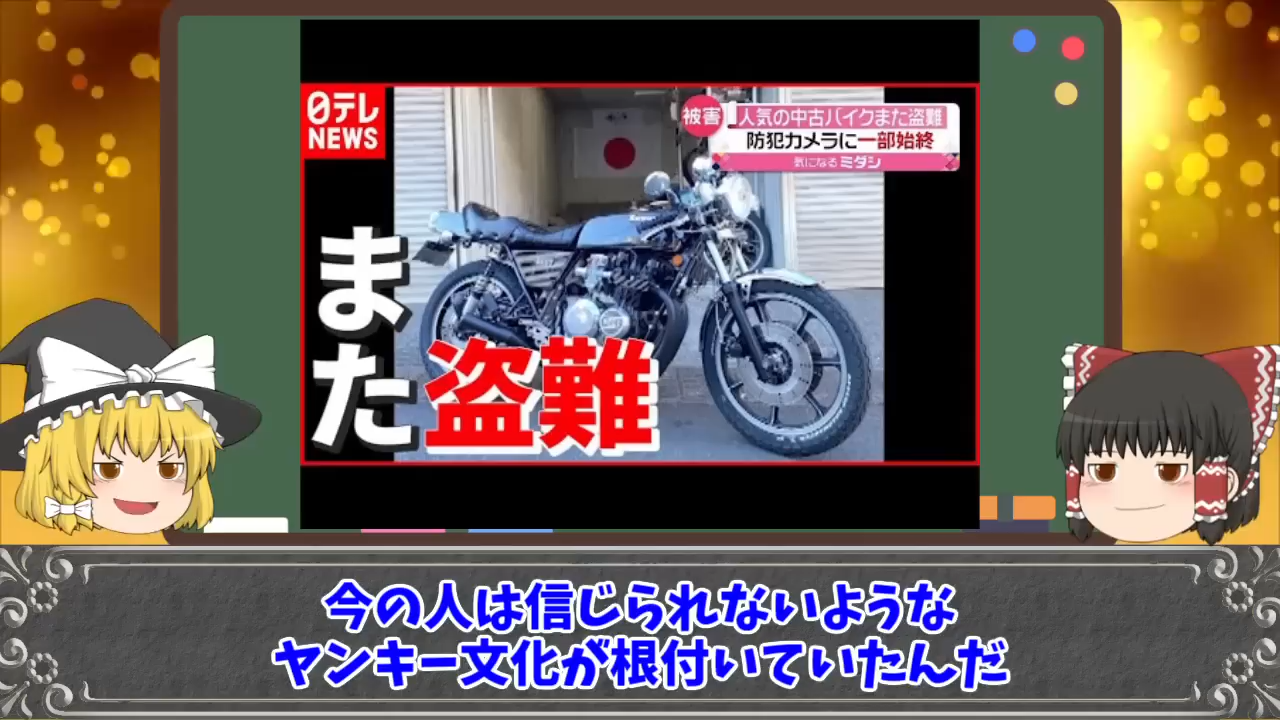 日テレ
NEWS
被害
人気の中古バイクまた盗難
防犯カメラに一部始終
気になるミダシ
また
盗難
今の人は信じられないような
ヤンキー文化が根付いていたんだ